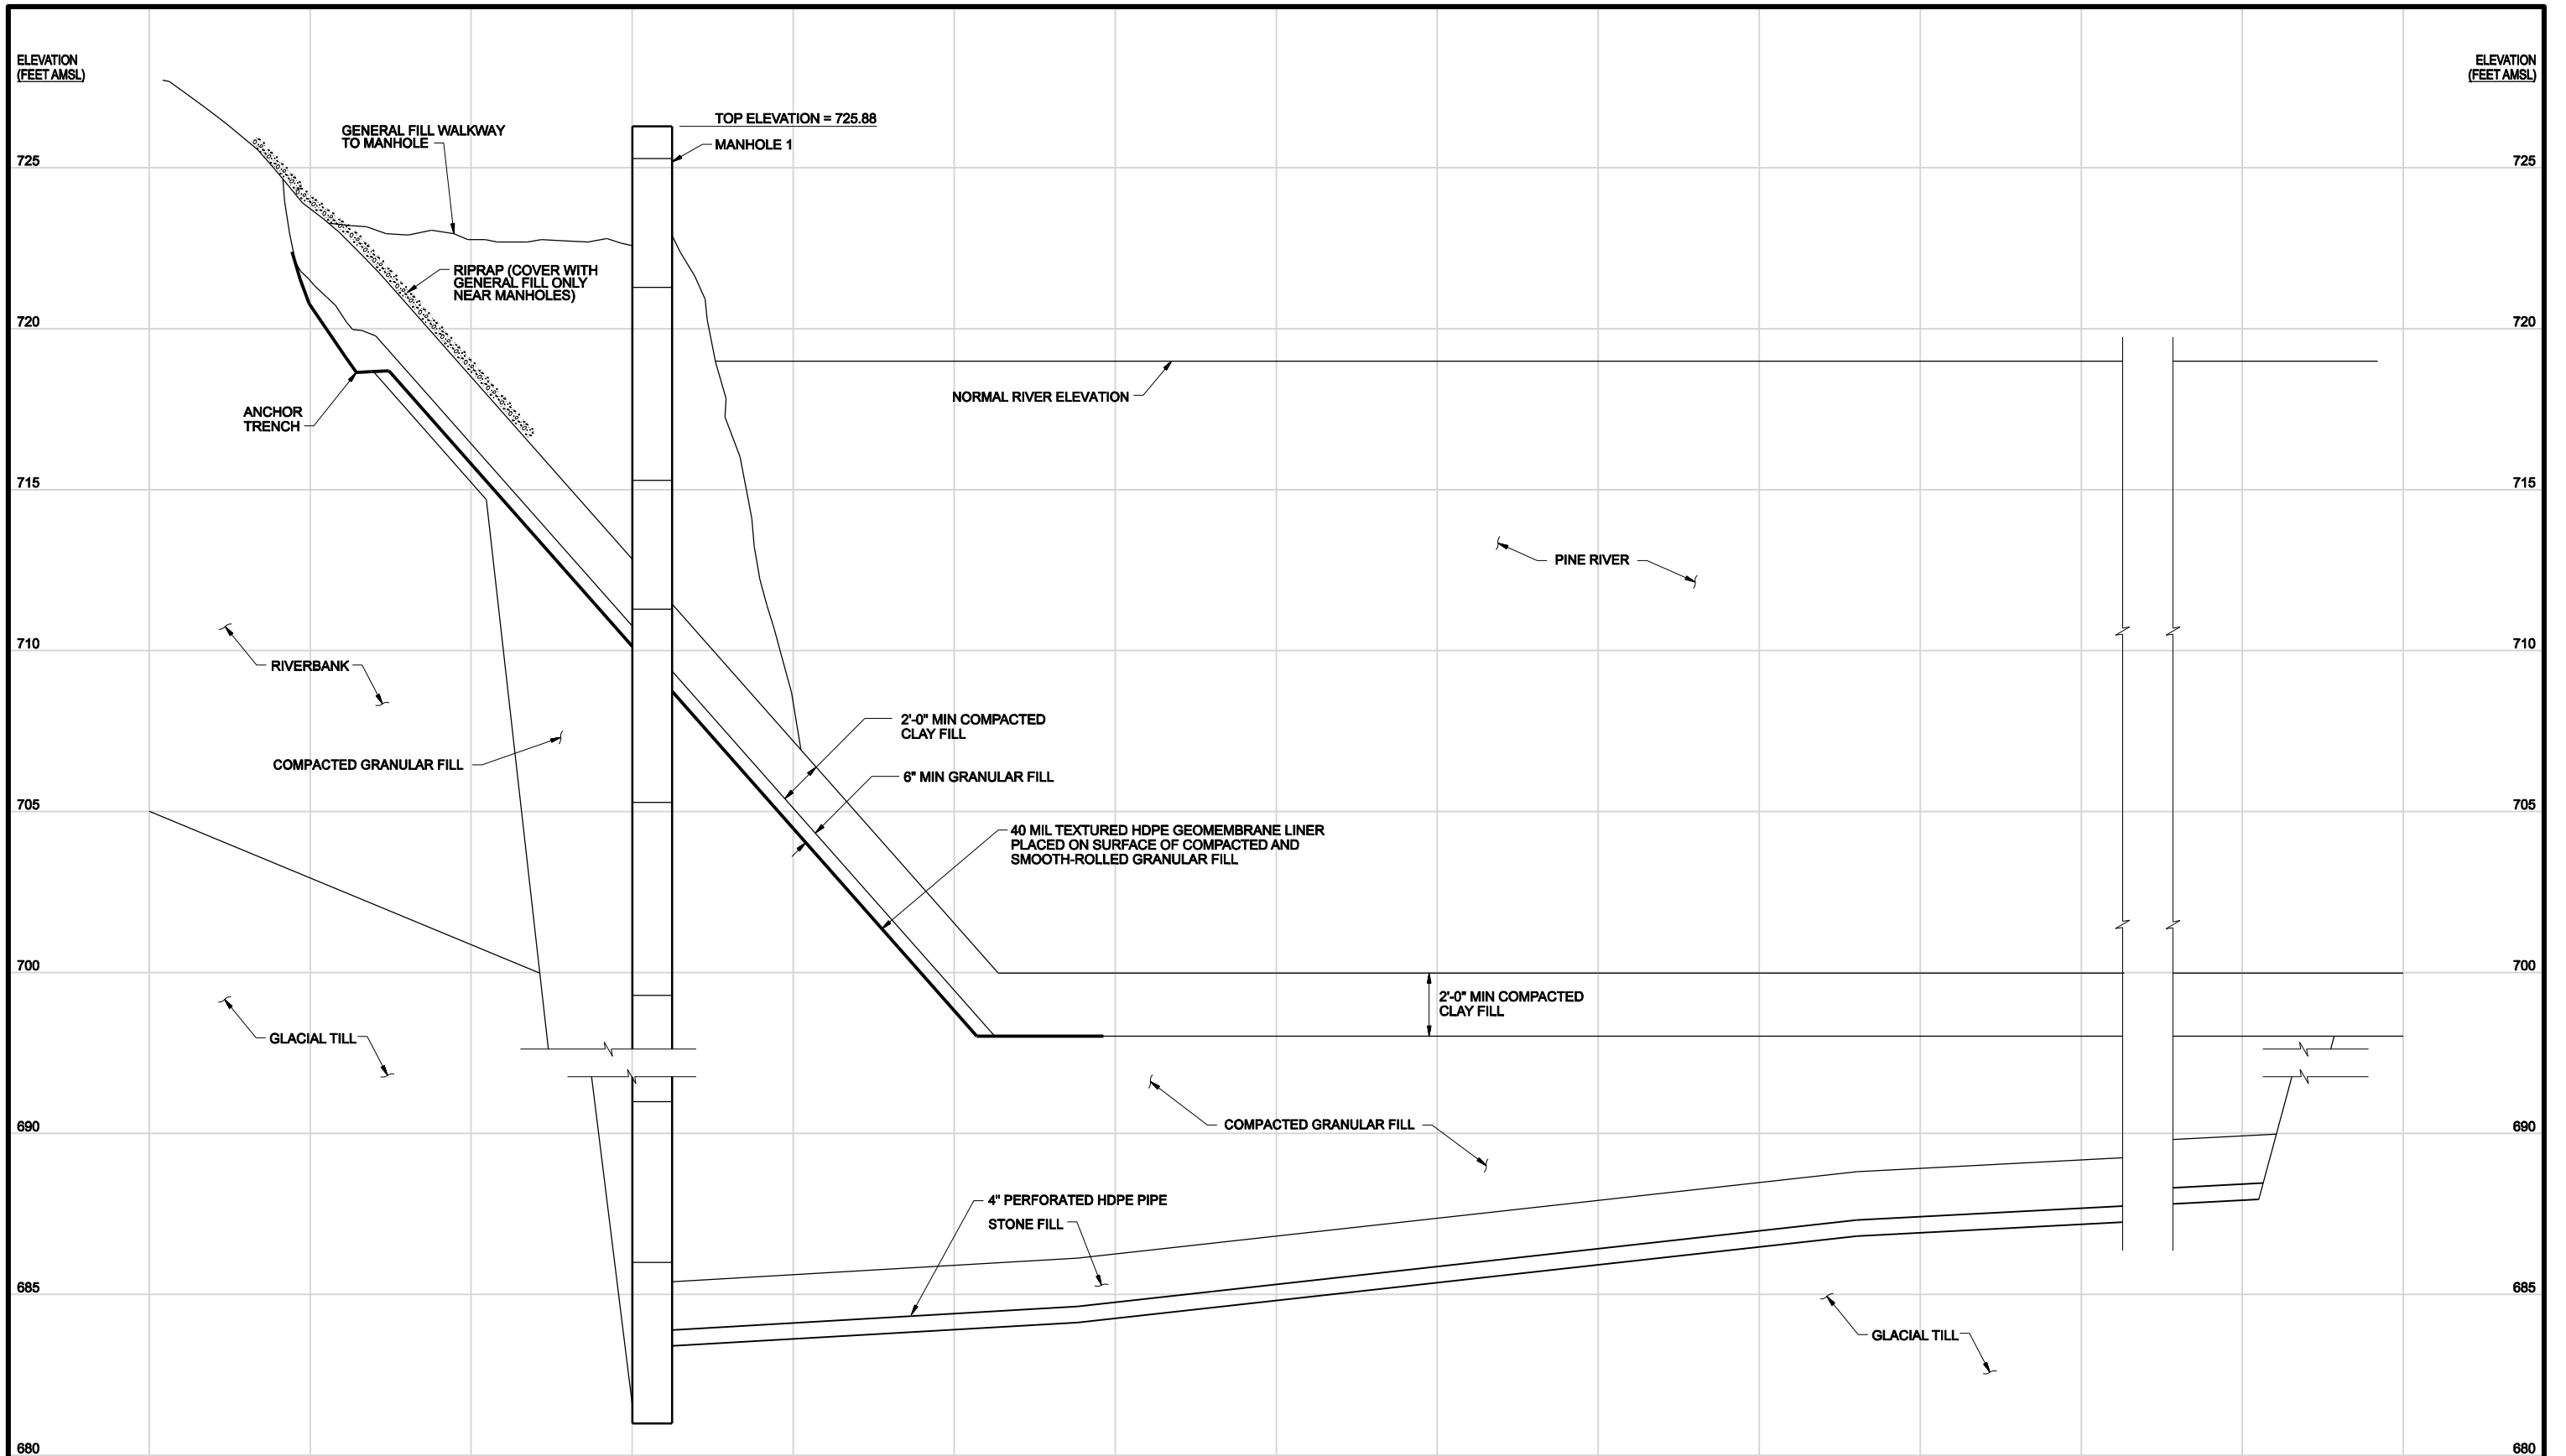 ELEVATION
(FEET AMSL)
ELEVATION
(FEET AMSL)
TOP ELEVATION = 725.88
GENERAL FILL WALKWAY
TO MANHOLE
MANHOLE 1
725
725
RIPRAP (COVER WITH
GENERAL FILL ONLY
NEAR MANHOLES)
720
720
NORMAL RIVER ELEVATION
ANCHOR
TRENCH
715
715
PINE RIVER
710
710
RIVERBANK
2'-0" MIN COMPACTED
CLAY FILL
COMPACTED GRANULAR FILL
6" MIN GRANULAR FILL
705
705
40 MIL TEXTURED HDPE GEOMEMBRANE LINER
PLACED ON SURFACE OF COMPACTED AND
SMOOTH-ROLLED GRANULAR FILL
700
700
2'-0" MIN COMPACTED
CLAY FILL
GLACIAL TILL
690
690
COMPACTED GRANULAR FILL
4" PERFORATED HDPE PIPE
STONE FILL
685
685
GLACIAL TILL
680
680